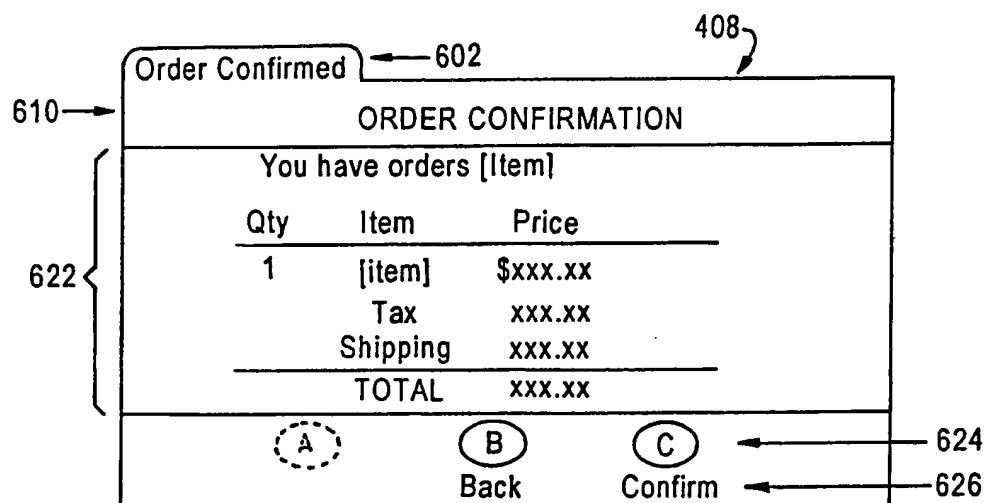 408
Order Confirmed 602
610 ORDER CONFIRMATION
You have orders [Item]
Qty Item Price
622 1 [item] $xxx.xx
Tax xxx.xx
Shipping xxx.xx
TOTAL xxx.xx
A B C 624
Back Confirm 626